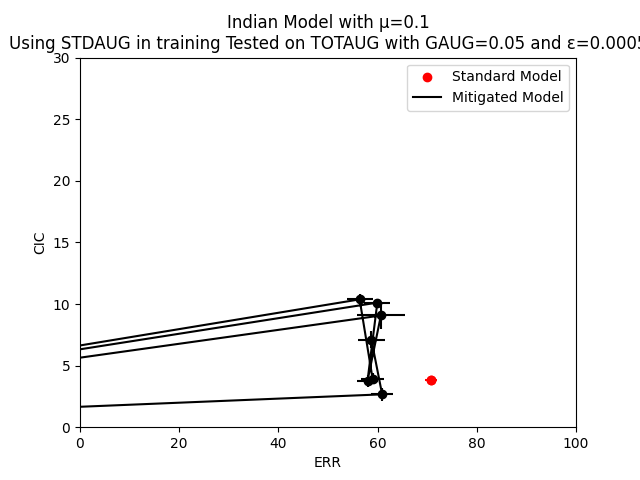 Indian Model with μ=0.1
Using STDAUG in training Tested on TOTAUG with GAUG=0.05 and ε=0.0005
Standard Model
Mitigated Model
30
25
20
15
10
5
0
CIC
0 20 40 60 80 100
ERR